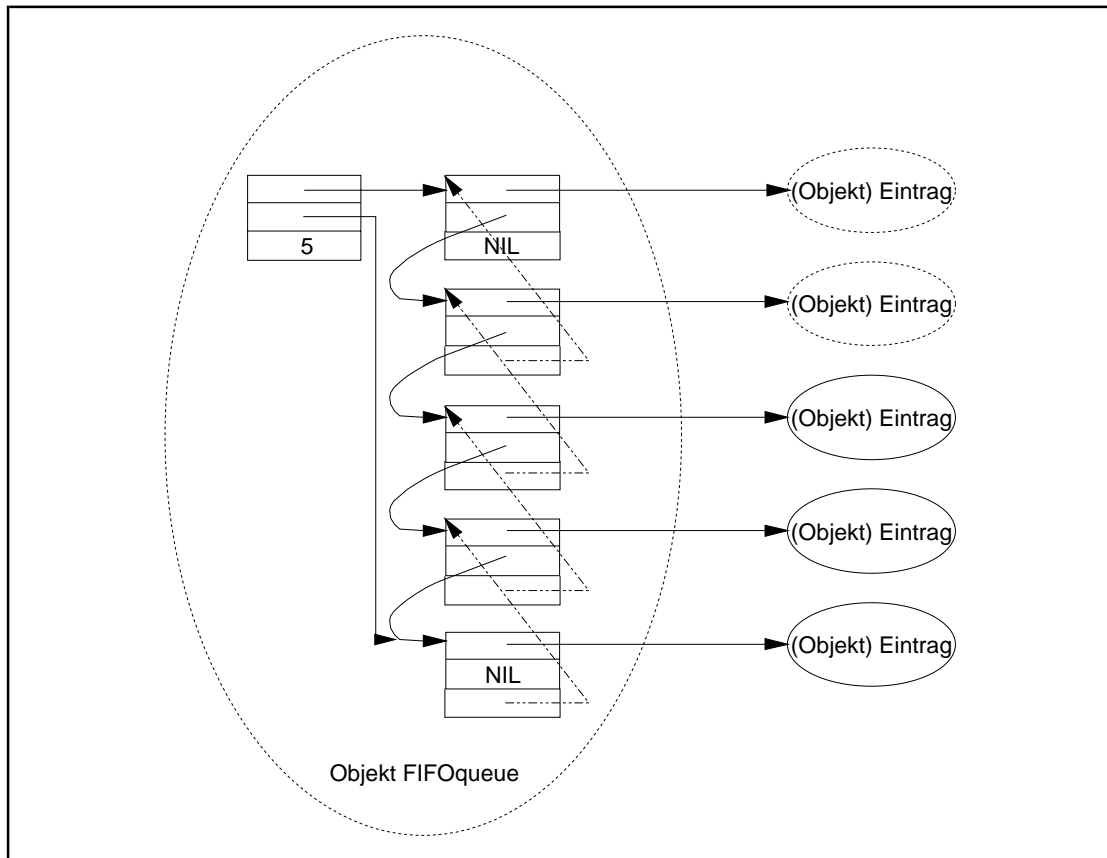 (Objekt) Eintrag
5
NIL
(Objekt) Eintrag
(Objekt) Eintrag
(Objekt) Eintrag
(Objekt) Eintrag
NIL
Objekt FIFOqueue